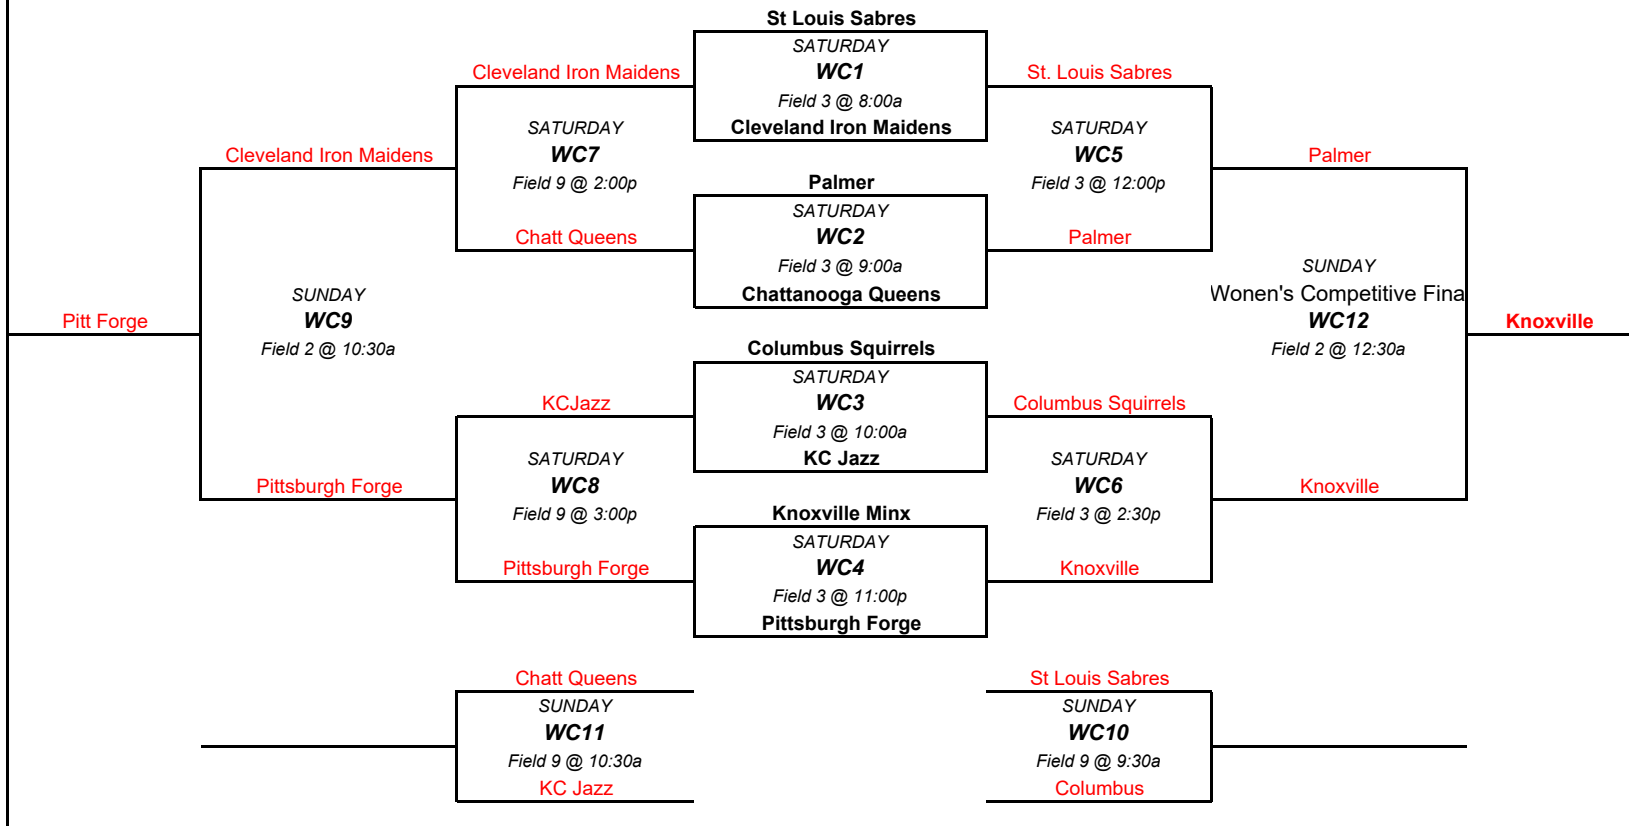 St Louis Sabres
SATURDAY
Cleveland Iron Maidens
WC1
St. Louis Sabres
Field 3 @ 8:00a
SATURDAY
Cleveland Iron Maidens
SATURDAY
Cleveland Iron Maidens
WC7
WC5
Palmer
Field 9 @ 2:00p
Palmer
Field 3 @ 12:00p
SATURDAY
Chatt Queens
WC2
Palmer
Field 3 @ 9:00a
SUNDAY
SUNDAY
Chattanooga Queens
Wonen's Competitive Fina
Pitt Forge
WC9
WC12
Knoxville
Field 2 @ 10:30a
Columbus Squirrels
Field 2 @ 12:30a
SATURDAY
KCJazz
WC3
Columbus Squirrels
Field 3 @ 10:00a
SATURDAY
KC Jazz
SATURDAY
Pittsburgh Forge
WC8
WC6
Knoxville
Field 9 @ 3:00p
Knoxville Minx
Field 3 @ 2:30p
SATURDAY
Pittsburgh Forge
WC4
Knoxville
Field 3 @ 11:00p
Pittsburgh Forge
Chatt Queens
St Louis Sabres
SUNDAY
SUNDAY
WC11
WC10
Field 9 @ 10:30a
Field 9 @ 9:30a
KC Jazz
Columbus